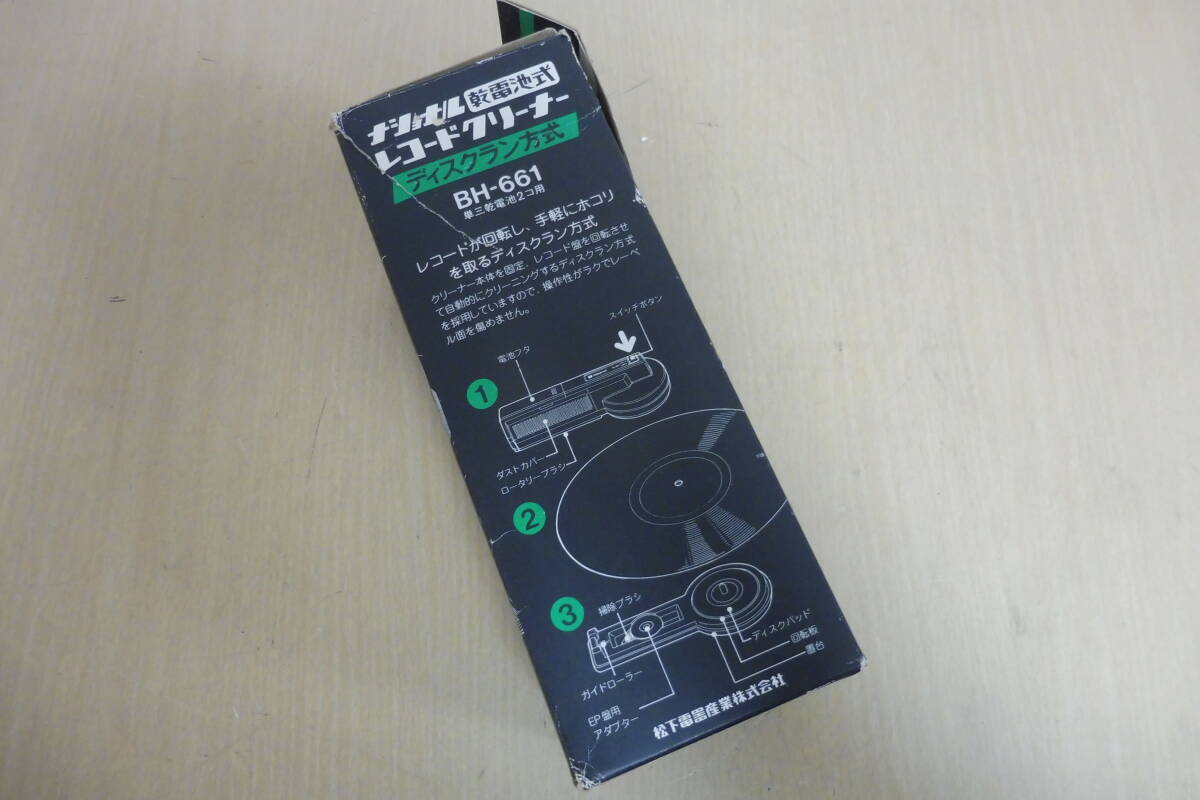 ナショナル 乾電池式
レコードクリーナー
ディスクラン方式
BH-661
単三乾電池2コ用
レコードが回転し、手軽にホコリ
を取るディスクラン方式
クリーナー本体を固定、レコード盤を回転させ
て自動的にクリーニングするディスクラン方式
を採用していますので、操作性がラクでレーベ
ル面を傷めません。
スイッチボタン
電池フタ
1
ダストカバー
ロータリーブラシ
2
3
掃除ブラシ
ディスクパッド
回転板
置台
ガイドローラー
EP盤用
アダプター
松下電器産業株式会社